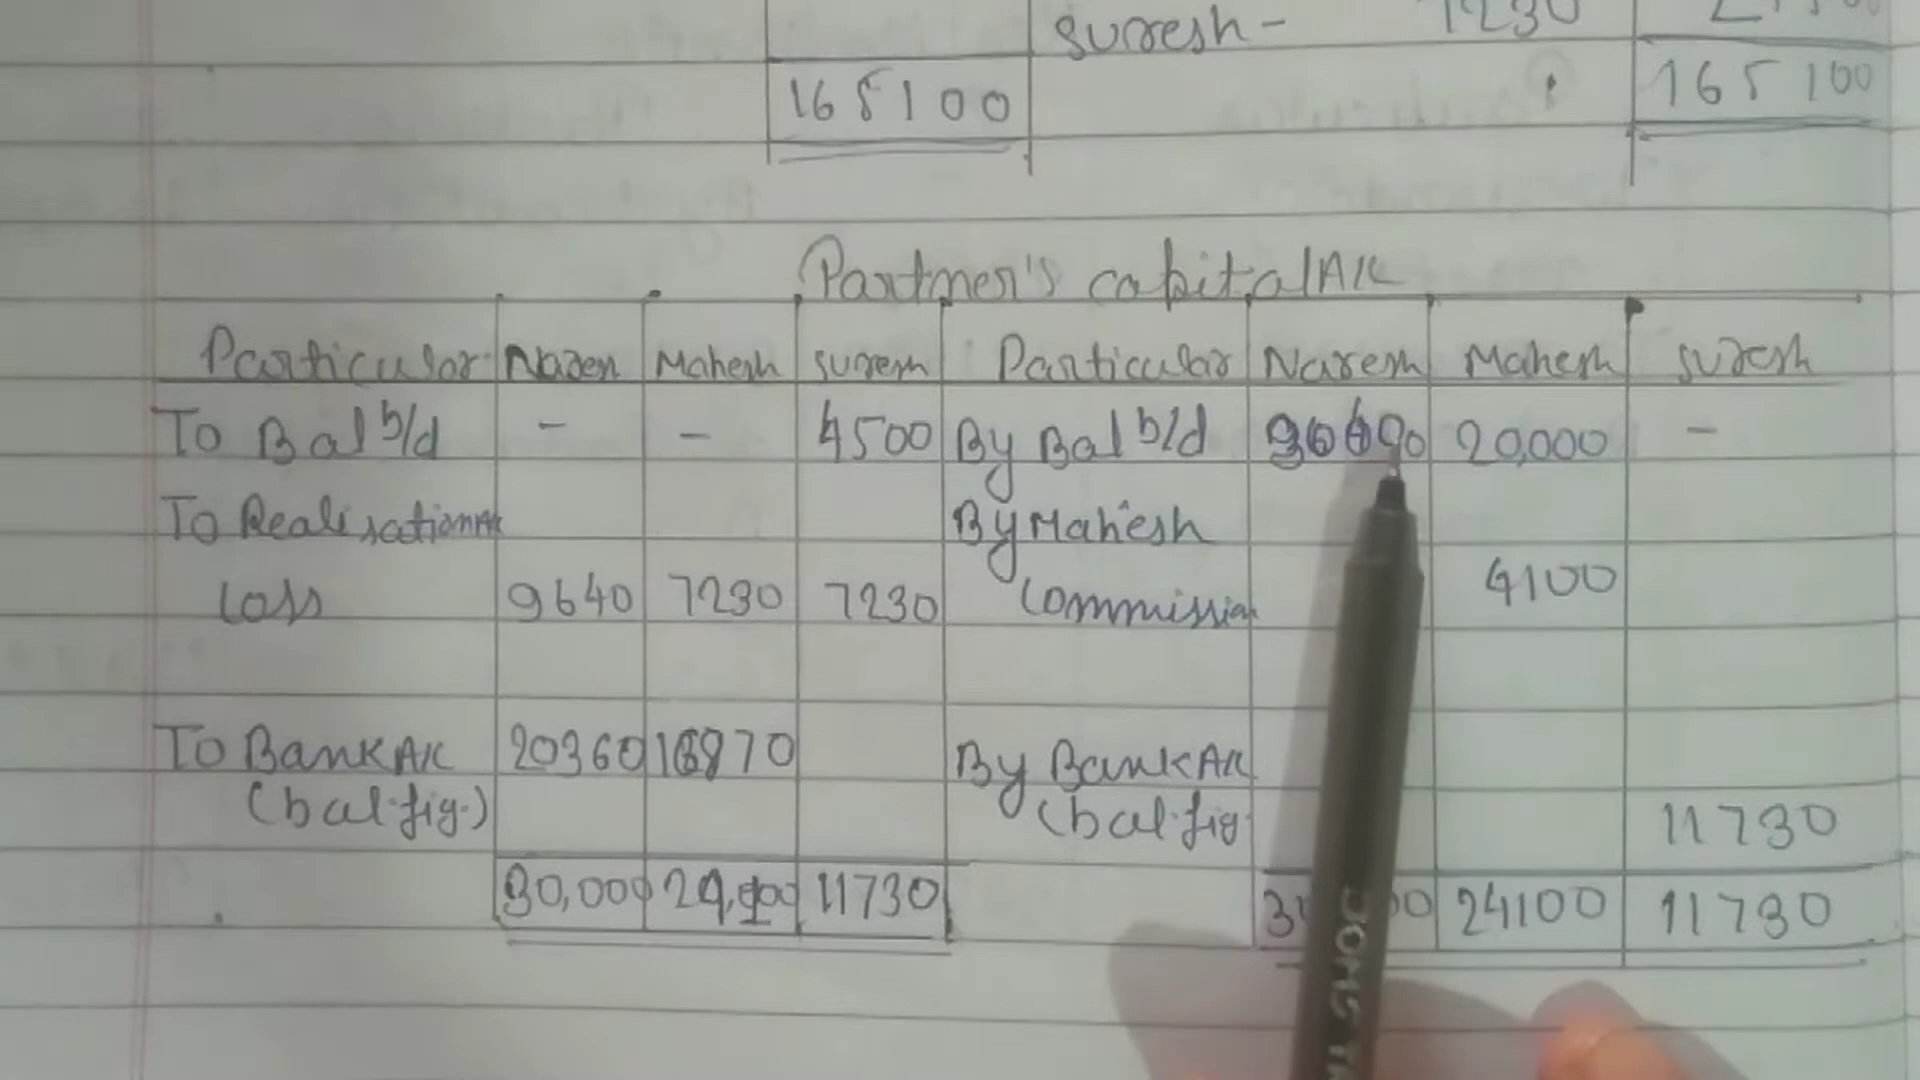 Suresh - 1230
165100 165100
Partner's capital A/c
Particular Naresh Mahesh Suresh Particular Naresh Mahesh Suresh
To Bal b/d - - 4500 By Bal b/d 20,000 -
To Realisation A/c By Mahesh
Loss 9640 7230 7230 Commission 4100
To Bank A/c 20360 16870 By Bank A/c
(bal.fig.) (bal.fig. 11730
30,000 24,100 11730 24100 11730